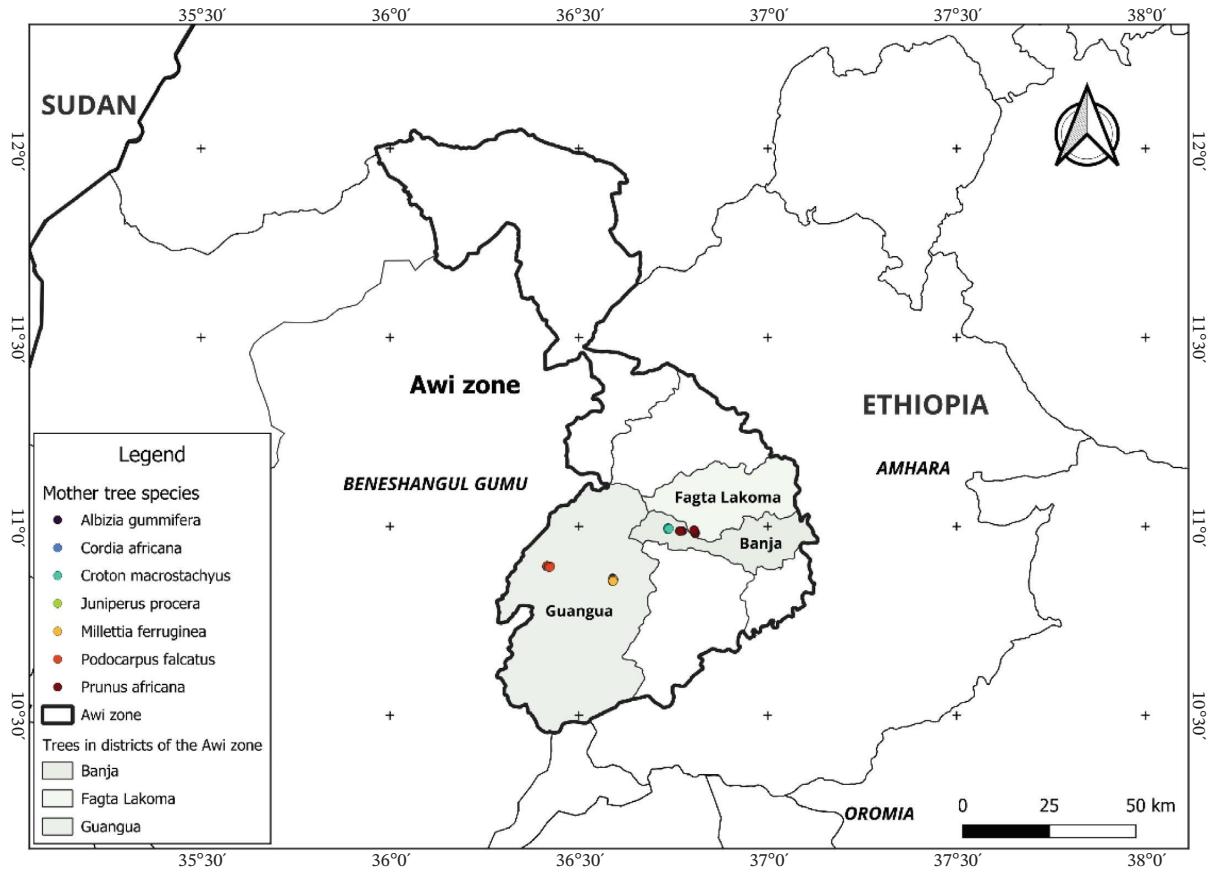 35°30′ 36°0′ 36°30′ 37°0′ 37°30′ 38°0′
SUDAN
12°0′ 12°0′
11°30′ 11°30′
Awi zone
ETHIOPIA
BENESHANGUL GUMU
AMHARA
Fagta Lakoma
11°0′ 11°0′
Banja
Guangua
10°30′ 10°30′
OROMIA
0 25 50 km
Legend
Mother tree species
Albizia gummifera
Cordia africana
Croton macrostachyus
Juniperus procera
Millettia ferruginea
Podocarpus falcatus
Prunus africana
Awi zone
Trees in districts of the Awi zone
Banja
Fagta Lakoma
Guangua
35°30′ 36°0′ 36°30′ 37°0′ 37°30′ 38°0′